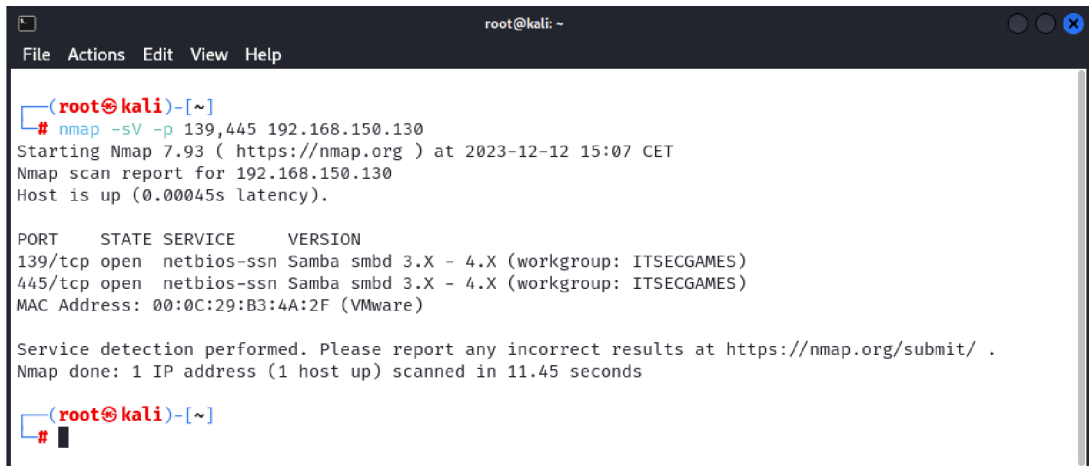 root@kali: ~
File Actions Edit View Help
┌──(root㉿kali)-[~]
└─# nmap -sV -p 139,445 192.168.150.130
Starting Nmap 7.93 ( https://nmap.org ) at 2023-12-12 15:07 CET
Nmap scan report for 192.168.150.130
Host is up (0.00045s latency).
PORT    STATE SERVICE     VERSION
139/tcp open  netbios-ssn Samba smbd 3.X - 4.X (workgroup: ITSECGAMES)
445/tcp open  netbios-ssn Samba smbd 3.X - 4.X (workgroup: ITSECGAMES)
MAC Address: 00:0C:29:B3:4A:2F (VMware)
Service detection performed. Please report any incorrect results at https://nmap.org/submit/ .
Nmap done: 1 IP address (1 host up) scanned in 11.45 seconds
┌──(root㉿kali)-[~]
└─#